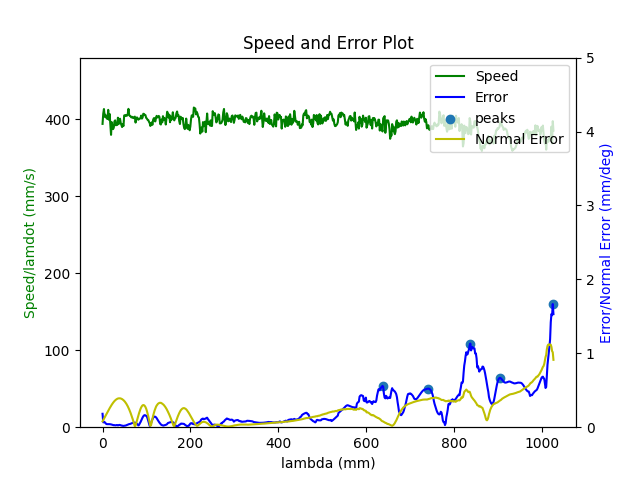 Speed and Error Plot
Speed
Error
peaks
Normal Error
Speed/lamdot (mm/s)
400
300
200
100
0
5
4
3
2
1
0
Error/Normal Error (mm/deg)
0 200 400 600 800 1000
lambda (mm)